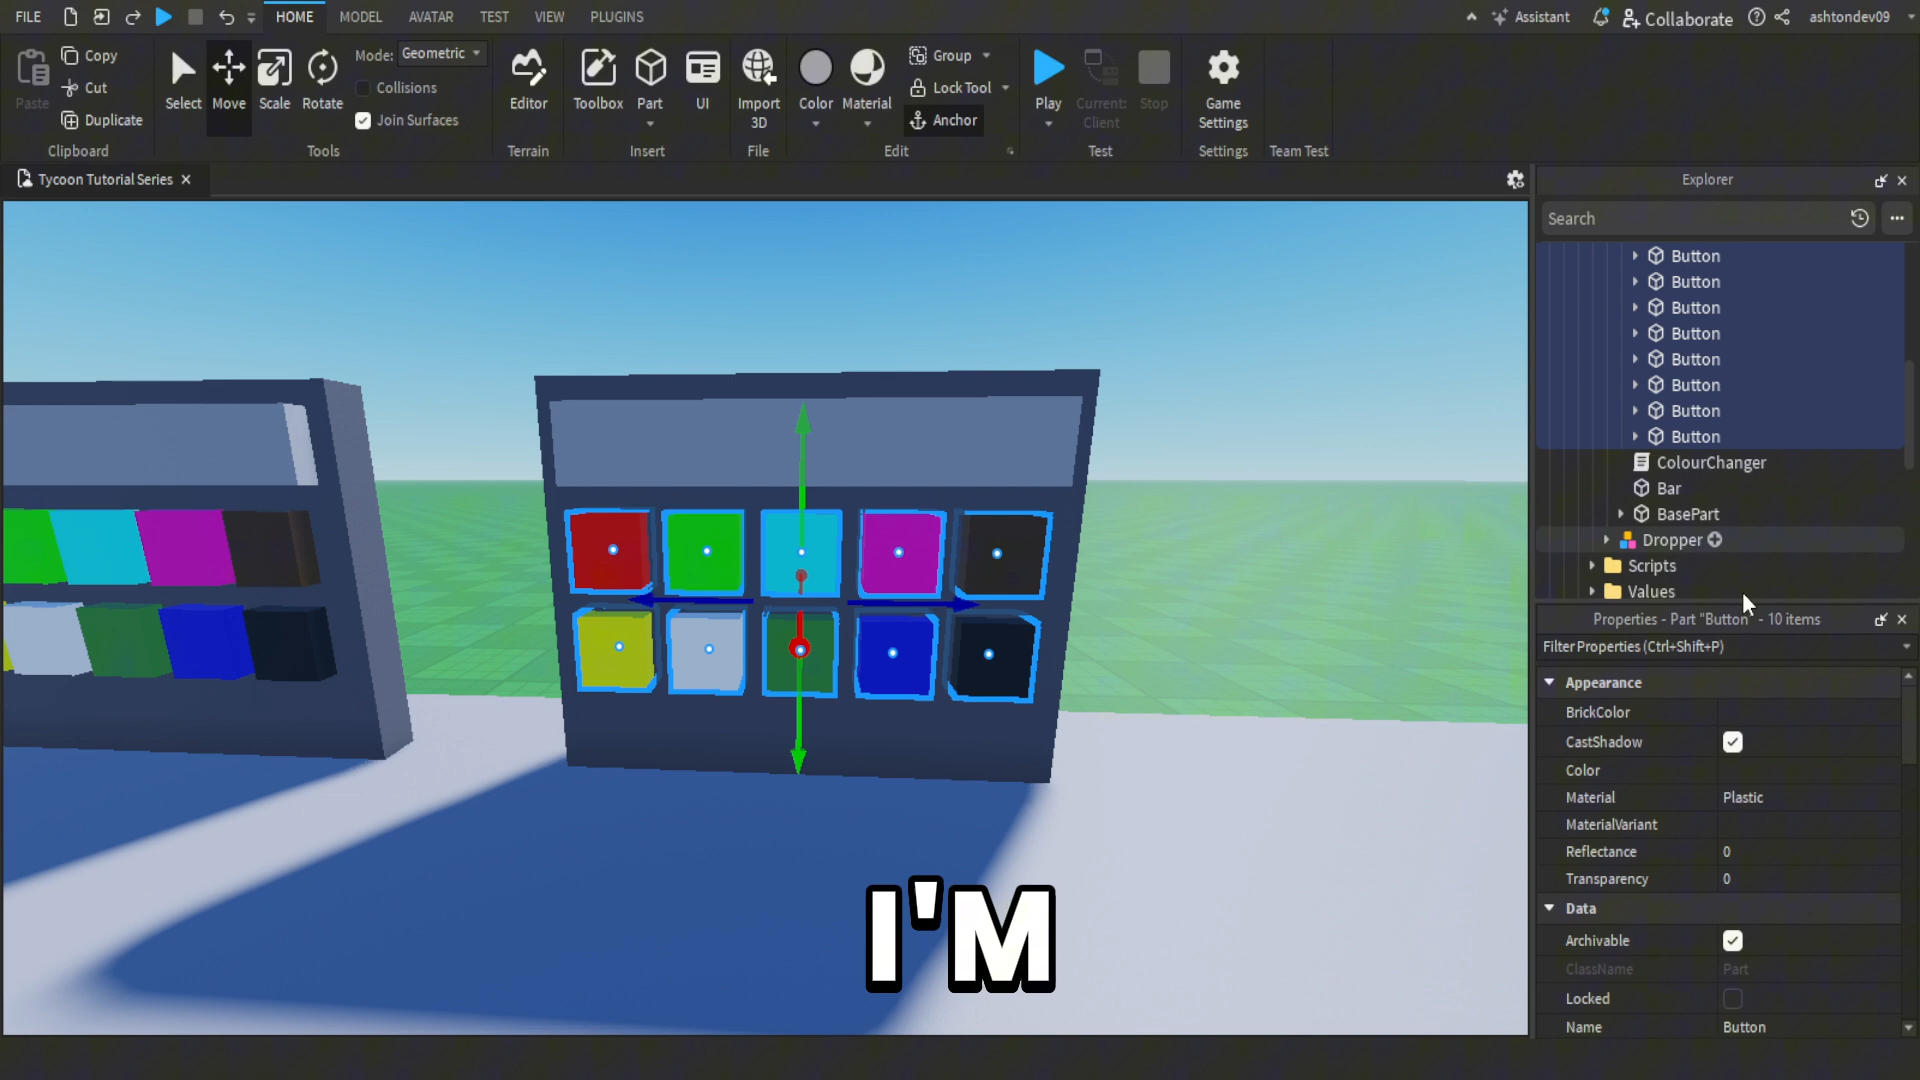 FILE HOME MODEL AVATAR TEST VIEW PLUGINS Assistant Collaborate ashtondev09
Paste Copy Cut Duplicate Clipboard
Select Move Scale Rotate Mode: Geometric Collisions Join Surfaces Tools
Editor Terrain
Toolbox Part UI Insert
Import 3D File
Color Material Group Lock Tool Anchor Edit
Play Current: Client Stop Test
Game Settings Settings
Team Test
Tycoon Tutorial Series
Explorer
Search
Button
Button
Button
Button
Button
Button
Button
Button
ColourChanger
Bar
BasePart
Dropper
Scripts
Values
Properties - Part "Button" - 10 items
Filter Properties (Ctrl+Shift+P)
Appearance
BrickColor
CastShadow
Color
Material Plastic
MaterialVariant
Reflectance 0
Transparency 0
Data
Archivable
ClassName Part
Locked
Name Button
I'M